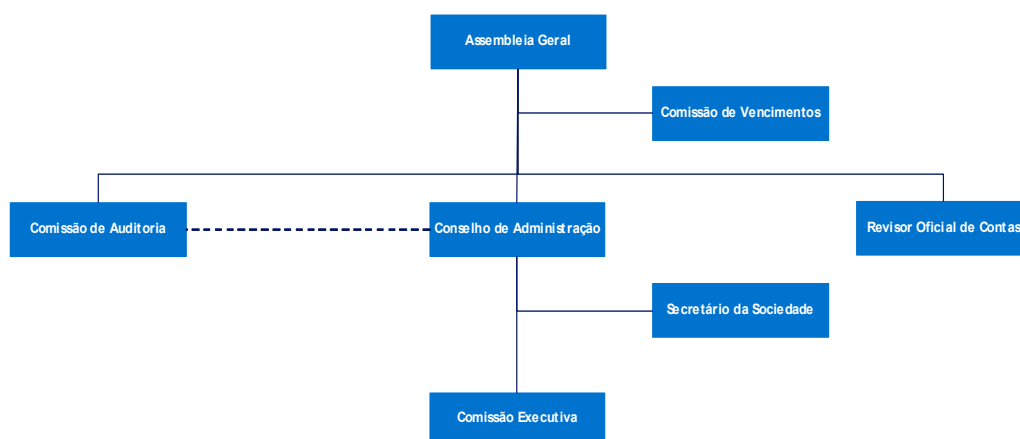 Assembleia Geral
Comissão de Vencimentos
Comissão de Auditoria
Conselho de Administração
Revisor Oficial de Contas
Secretário da Sociedade
Comissão Executiva